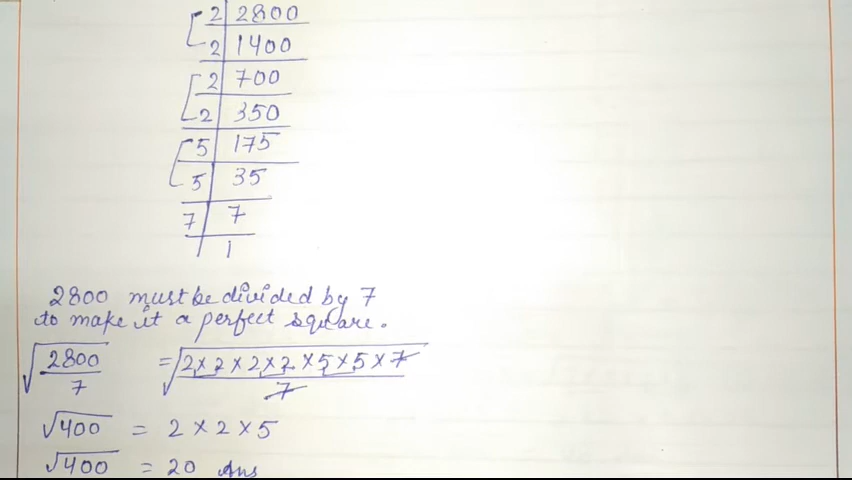 2 2800
2 1400
2 700
2 350
5 175
5 35
7 7
1
2800 must be divided by 7
to make it a perfect square.
√2800/7 = √2×2×2×2×5×5×7/7
√400 = 2×2×5
√400 = 20 Ans